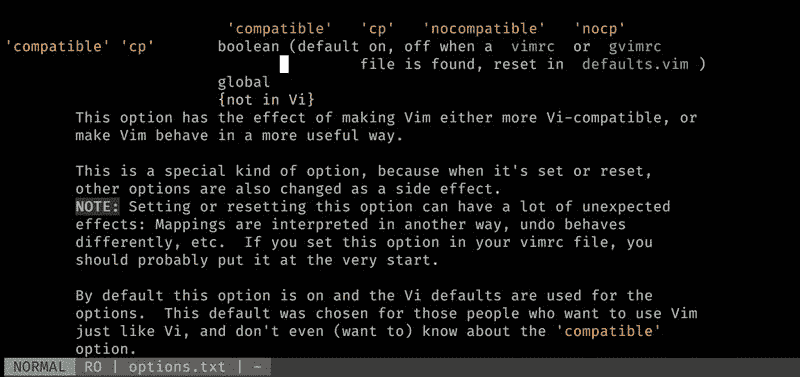 'compatible' 'cp' 'nocompatible' 'nocp'
'compatible' 'cp' boolean (default on, off when a vimrc or gvimrc
file is found, reset in defaults.vim )
global
{not in Vi}
This option has the effect of making Vim either more Vi-compatible, or
make Vim behave in a more useful way.
This is a special kind of option, because when it's set or reset,
other options are also changed as a side effect.
NOTE: Setting or resetting this option can have a lot of unexpected
effects: Mappings are interpreted in another way, undo behaves
differently, etc. If you set this option in your vimrc file, you
should probably put it at the very start.
By default this option is on and the Vi defaults are used for the
options. This default was chosen for those people who want to use Vim
just like Vi, and don't even (want to) know about the 'compatible'
option.
NORMAL RO | options.txt | -